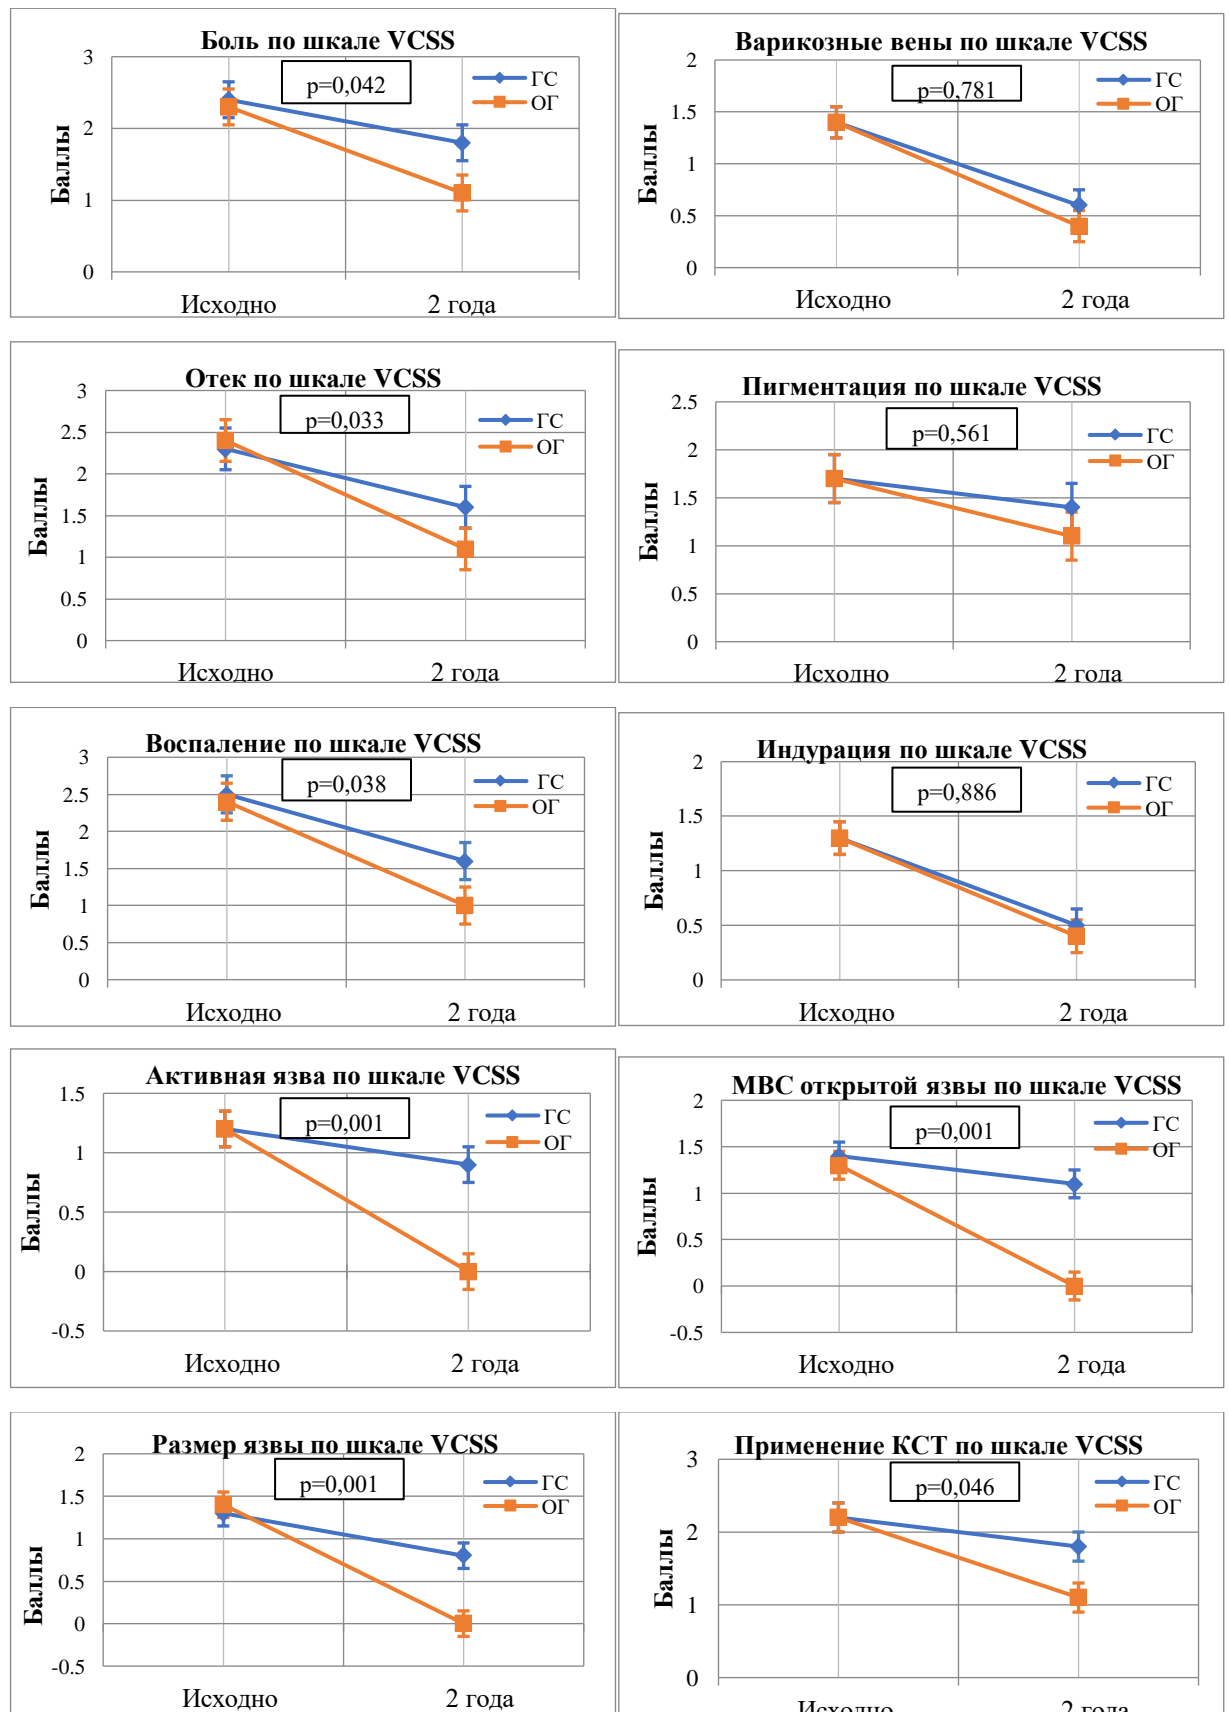 Боль по шкале VCSS
3
2
1
0
Баллы
p=0,042
ГС
ОГ
Исходно 2 года
Варикозные вены по шкале VCSS
2
1.5
1
0.5
0
Баллы
p=0,781
ГС
ОГ
Исходно 2 года
Отек по шкале VCSS
3
2.5
2
1.5
1
0.5
0
Баллы
p=0,033
ГС
ОГ
Исходно 2 года
Пигментация по шкале VCSS
2.5
2
1.5
1
0.5
0
Баллы
p=0,561
ГС
ОГ
Исходно 2 года
Воспаление по шкале VCSS
3
2.5
2
1.5
1
0.5
0
Баллы
p=0,038
ГС
ОГ
Исходно 2 года
Индурация по шкале VCSS
2
1.5
1
0.5
0
Баллы
p=0,886
ГС
ОГ
Исходно 2 года
Активная язва по шкале VCSS
1.5
1
0.5
0
-0.5
Баллы
p=0,001
ГС
ОГ
Исходно 2 года
МВС открытой язвы по шкале VCSS
2
1.5
1
0.5
0
-0.5
Баллы
p=0,001
ГС
ОГ
Исходно 2 года
Размер язвы по шкале VCSS
2
1.5
1
0.5
0
-0.5
Баллы
p=0,001
ГС
ОГ
Исходно 2 года
Применение КСТ по шкале VCSS
3
2
1
0
Баллы
p=0,046
ГС
ОГ
Исходно 2 года